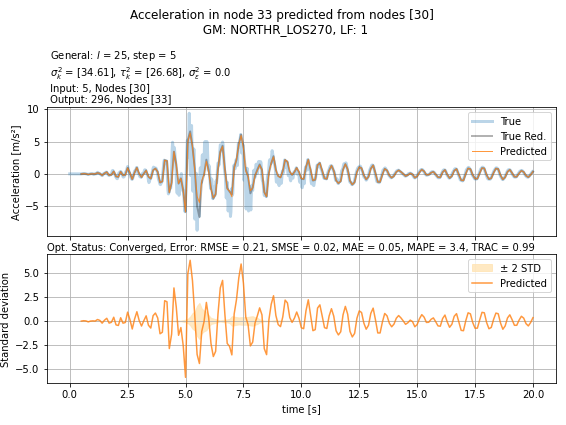 Acceleration in node 33 predicted from nodes [30]
GM: NORTHR_LOS270, LF: 1
General: l = 25, step = 5
σ²ₖ = [34.61], τ²ₖ = [26.68], σ²ε = 0.0
Input: 5, Nodes [30]
Output: 296, Nodes [33]
10
5
0
−5
Acceleration [m/s²]
True
True Red.
Predicted
Opt. Status: Converged, Error: RMSE = 0.21, SMSE = 0.02, MAE = 0.05, MAPE = 3.4, TRAC = 0.99
5.0
2.5
0.0
−2.5
−5.0
Standard deviation
± 2 STD
Predicted
0.0 2.5 5.0 7.5 10.0 12.5 15.0 17.5 20.0
time [s]